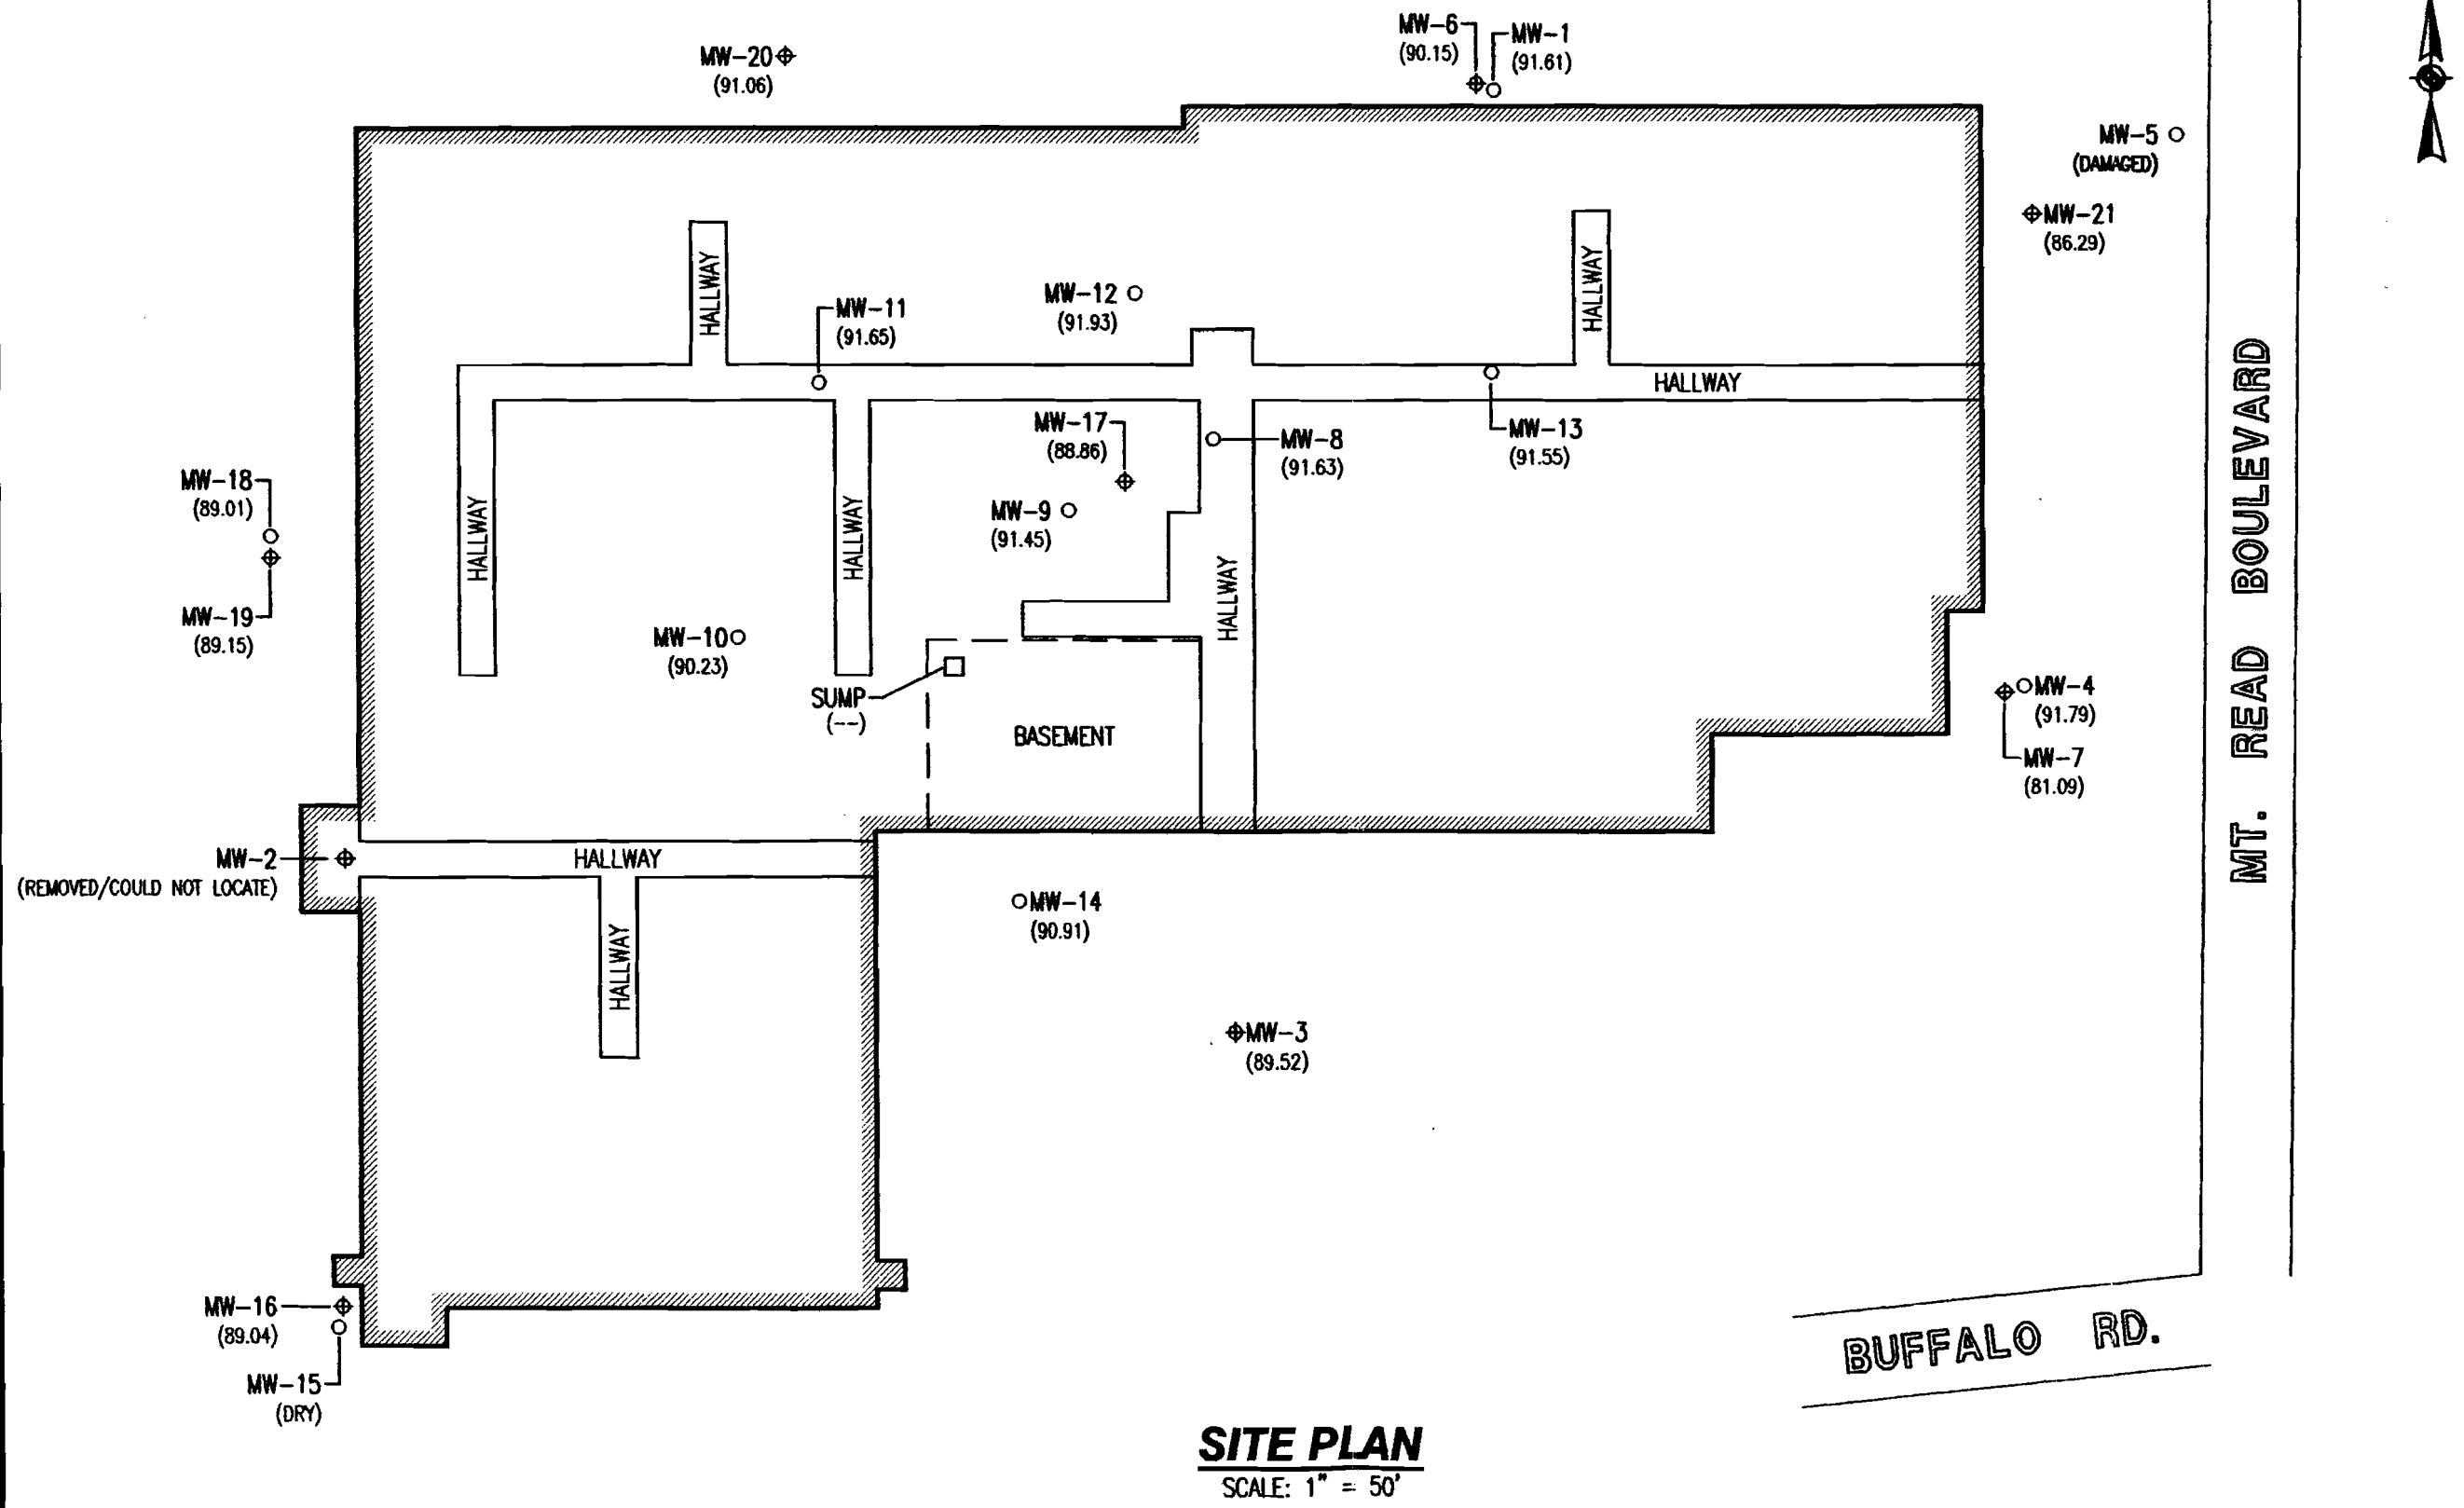 MW-6
(90.15)
MW-1
(91.61)
MW-20
(91.06)
MW-5
(DAMAGED)
MW-21
(86.29)
HALLWAY
HALLWAY
MW-12
(91.93)
MW-11
(91.65)
HALLWAY
MW-17
(88.86)
MW-8
(91.63)
MW-13
(91.55)
MW-18
(89.01)
MW-9
(91.45)
HALLWAY
HALLWAY
HALLWAY
MW-19
(89.15)
MW-10
(90.23)
SUMP
(--)
BASEMENT
MW-4
(91.79)
MW-7
(81.09)
MT. READ BOULEVARD
MW-2
(REMOVED/COULD NOT LOCATE)
HALLWAY
HALLWAY
MW-14
(90.91)
MW-3
(89.52)
MW-16
(89.04)
MW-15
(DRY)
BUFFALO RD.
SITE PLAN
SCALE: 1" = 50'